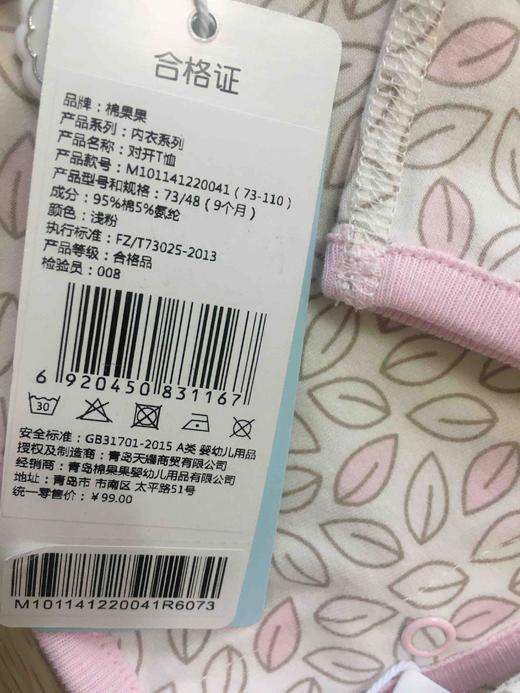 合格证
品牌：棉果果
产品系列：内衣系列
产品名称：对开T恤
产品款号：M101141220041（73-110）
产品型号和规格：73/48（9个月）
成分：95%棉5%氨纶
颜色：浅粉
执行标准：FZ/T73025-2013
产品等级：合格品
检验员：008
6 920450 831167
30
安全标准：GB31701-2015 A类 婴幼儿用品
授权及制造商：青岛天嬞商贸有限公司
经销商：青岛棉果果婴幼儿用品有限公司
地址：青岛市 市南区 太平路51号
统一零售价：￥99.00
M101141220041R6073